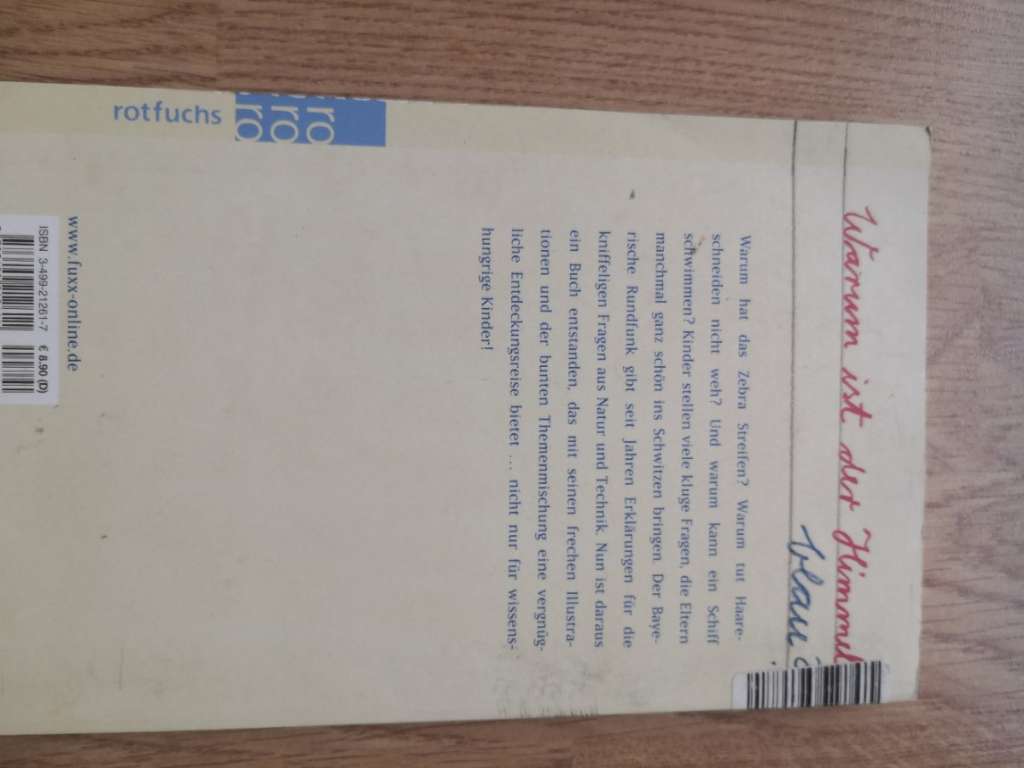 Warum ist der Himmel
blau?
Warum hat das Zebra Streifen? Warum tut Haare-
schneiden nicht weh? Und warum kann ein Schiff
schwimmen? Kinder stellen viele kluge Fragen, die Eltern
manchmal ganz schön ins Schwitzen bringen. Der Baye-
rische Rundfunk gibt seit Jahren Erklärungen für die
kniffeligen Fragen aus Natur und Technik. Nun ist daraus
ein Buch entstanden, das mit seinen frechen Illustra-
tionen und der bunten Themenmischung eine vergnüg-
liche Entdeckungsreise bietet ... nicht nur für wissens-
hungrige Kinder!
ro
ro
ro
rotfuchs
www.fuxx-online.de
ISBN 3-499-21261-7 € 8.90 (D)